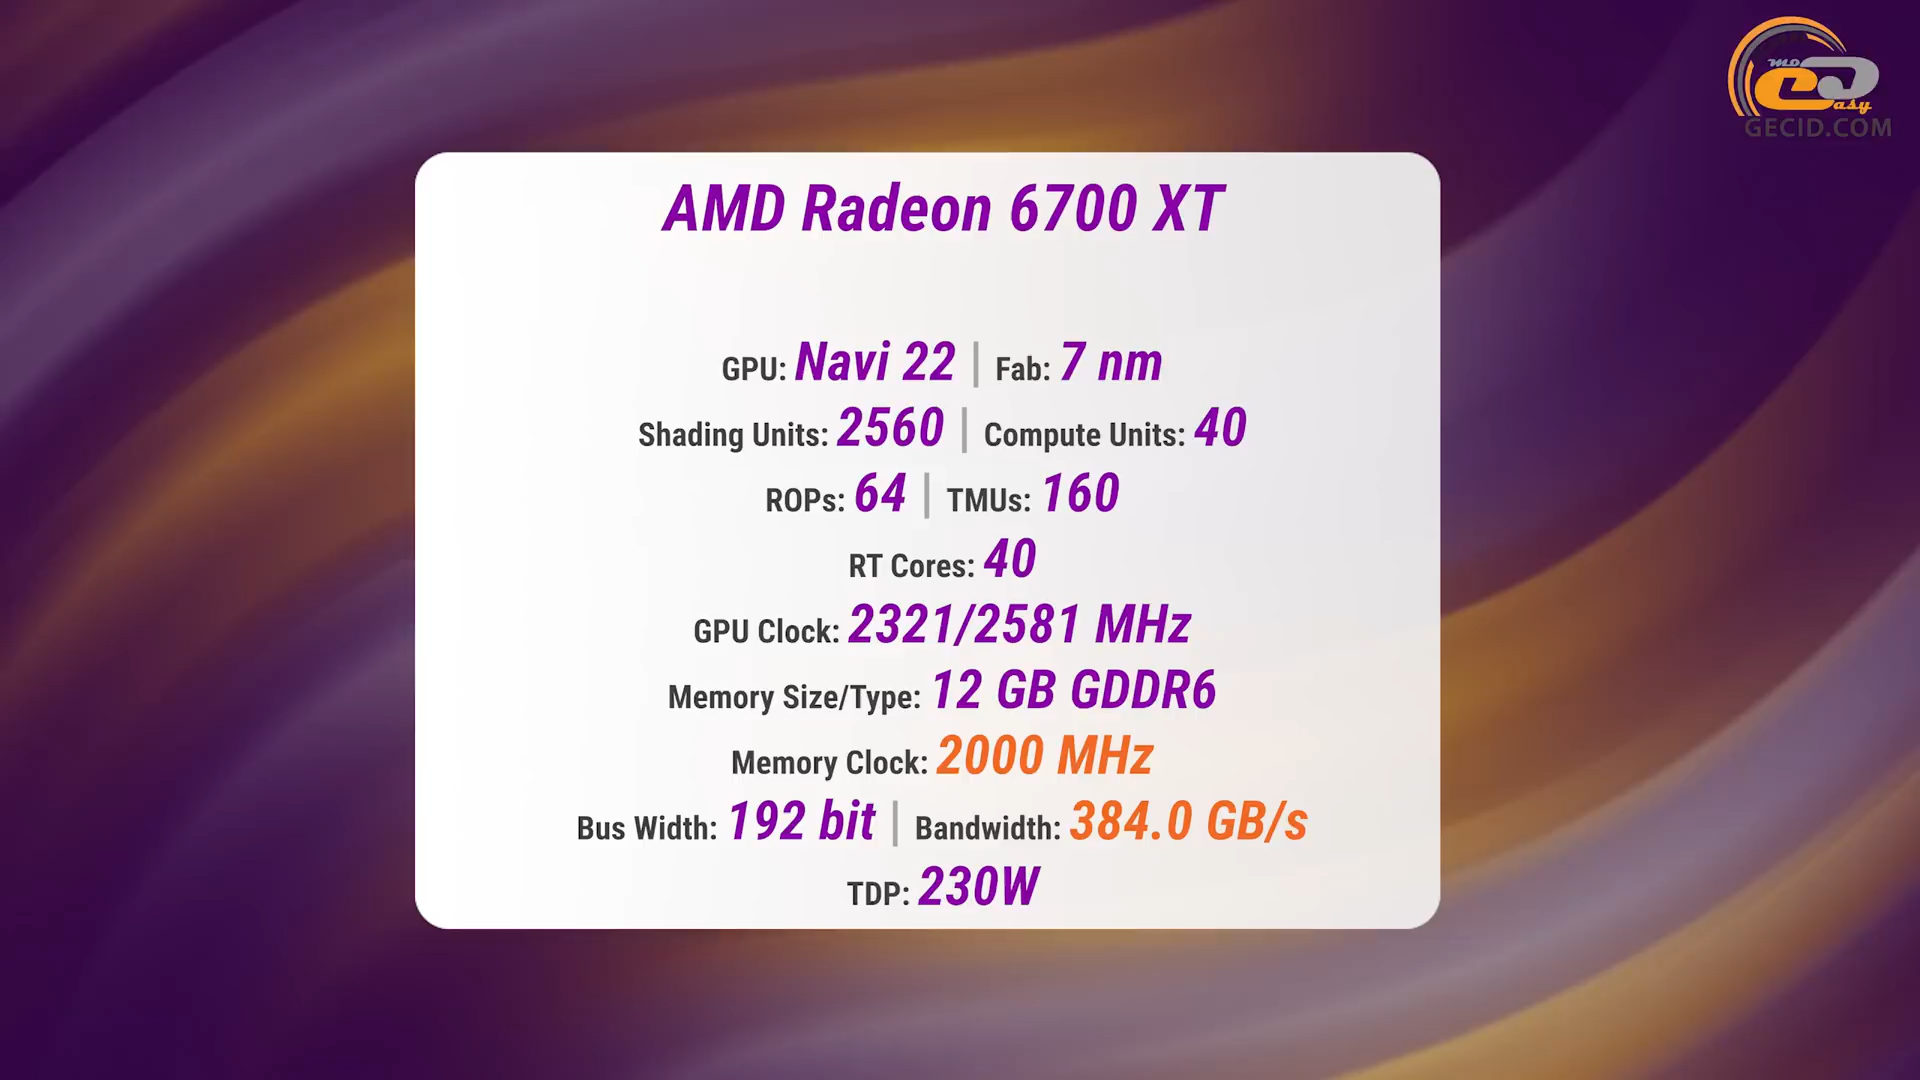 MD
easy
GECID.COM
AMD Radeon 6700 XT
GPU: Navi 22 | Fab: 7 nm
Shading Units: 2560 | Compute Units: 40
ROPs: 64 | TMUs: 160
RT Cores: 40
GPU Clock: 2321/2581 MHz
Memory Size/Type: 12 GB GDDR6
Memory Clock: 2000 MHz
Bus Width: 192 bit | Bandwidth: 384.0 GB/s
TDP: 230W